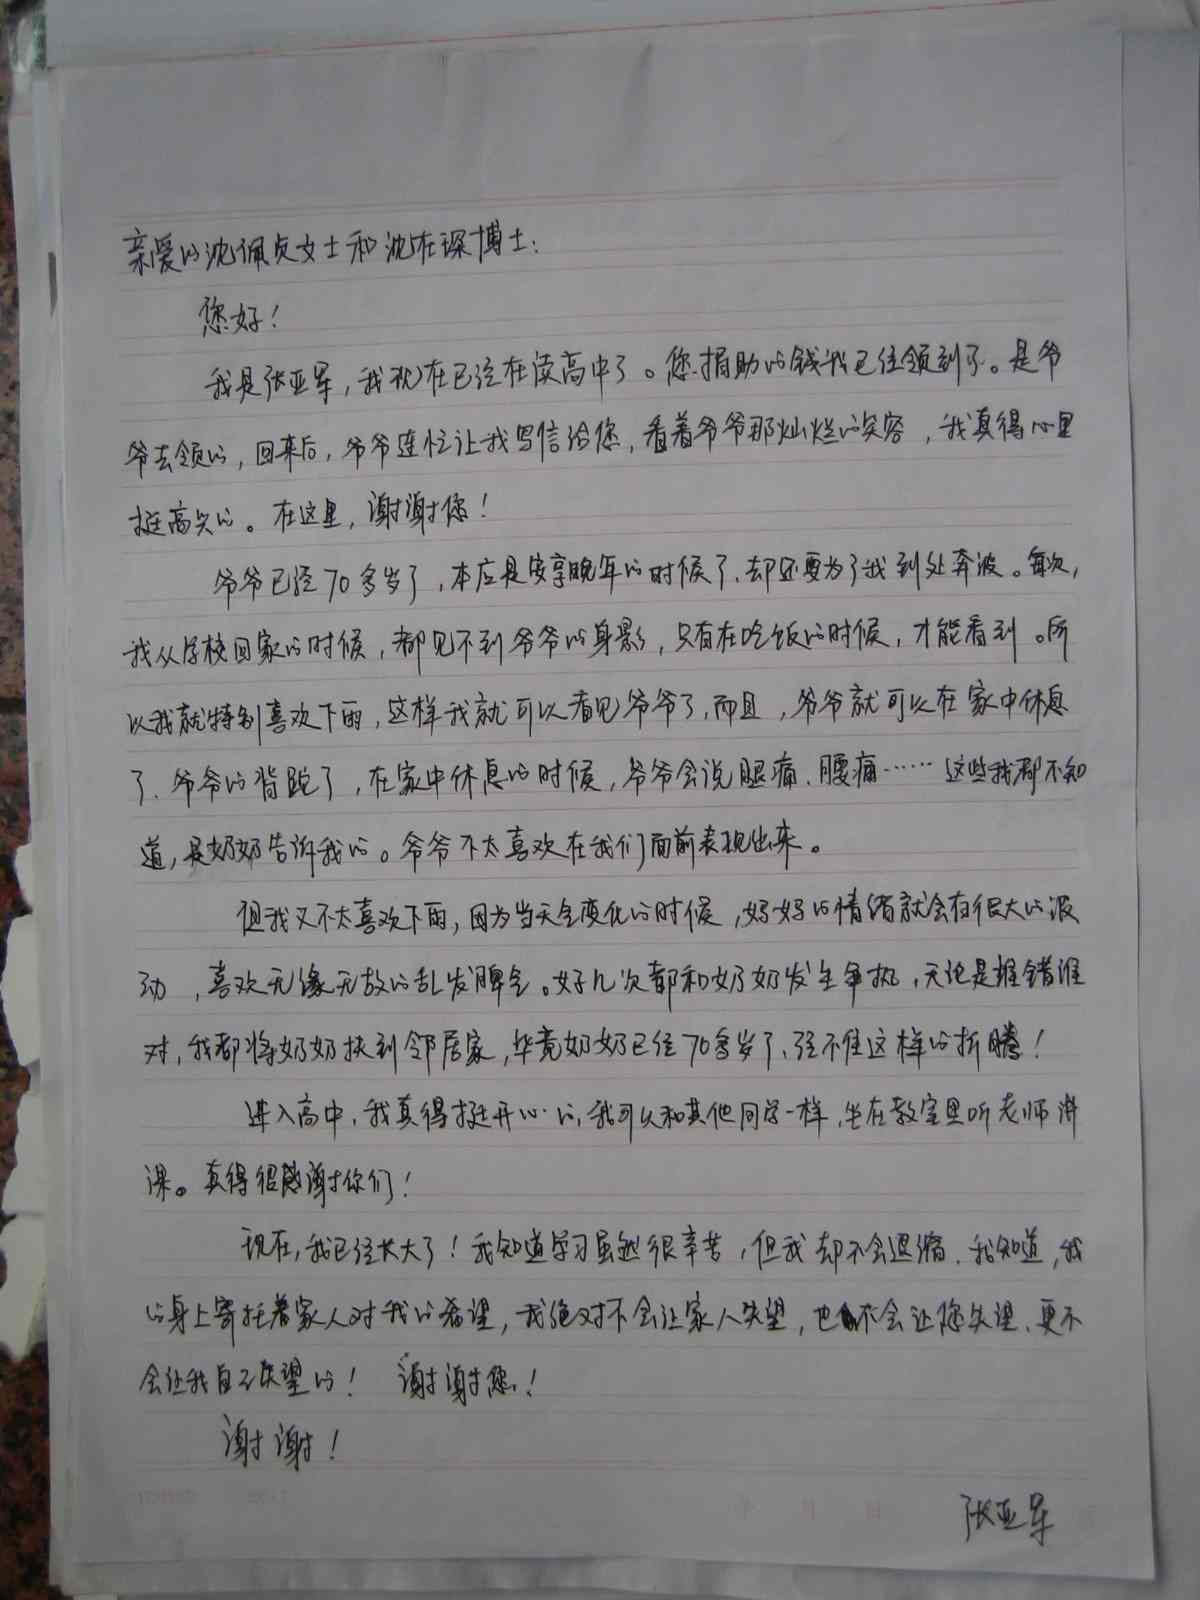 亲爱的沈佩贞女士和沈在琛博士:
您好!
我是张亚军,我现在已经在读高中了。您捐助的钱我已经领到了。是爷
爷去领的,回来后,爷爷连忙让我写信给您,看着爷爷那灿烂的笑容,我真得心里
挺高兴的。在这里,谢谢您!
爷爷已经70多岁了,本应是安享晚年的时候了、却还要为了我到处奔波。每次,
我从学校回家的时候,都见不到爷爷的身影,只有在吃饭的时候,才能看到。所
以我就特别喜欢下雨,这样我就可以看见爷爷了,而且,爷爷就可以在家中休息
了、爷爷的背驼了,在家中休息的时候,爷爷会说腿痛、腰痛……这些我都不知
道,是奶奶告诉我的。爷爷不太喜欢在我们面前表现出来。
但我又不太喜欢下雨,因为当天气变化的时候,妈妈的情绪就会有很大的波
动,喜欢无缘无故的乱发脾气。好几次都和奶奶发生争执,无论是谁错谁
对,我都将奶奶扶到邻居家,毕竟奶奶已经70多岁了、经不住这样的折腾!
进入高中,我真得挺开心的,我可以和其他同学一样,坐在教室里听老师讲
课。真得很感谢你们!
现在,我已经长大了!我知道学习虽然很辛苦,但我却不会退缩、我知道,我
的身上寄托着家人对我的希望,我绝对不会让家人失望,也不会让您失望、更不
会让我自己失望的! 谢谢您!
谢谢!
张亚军